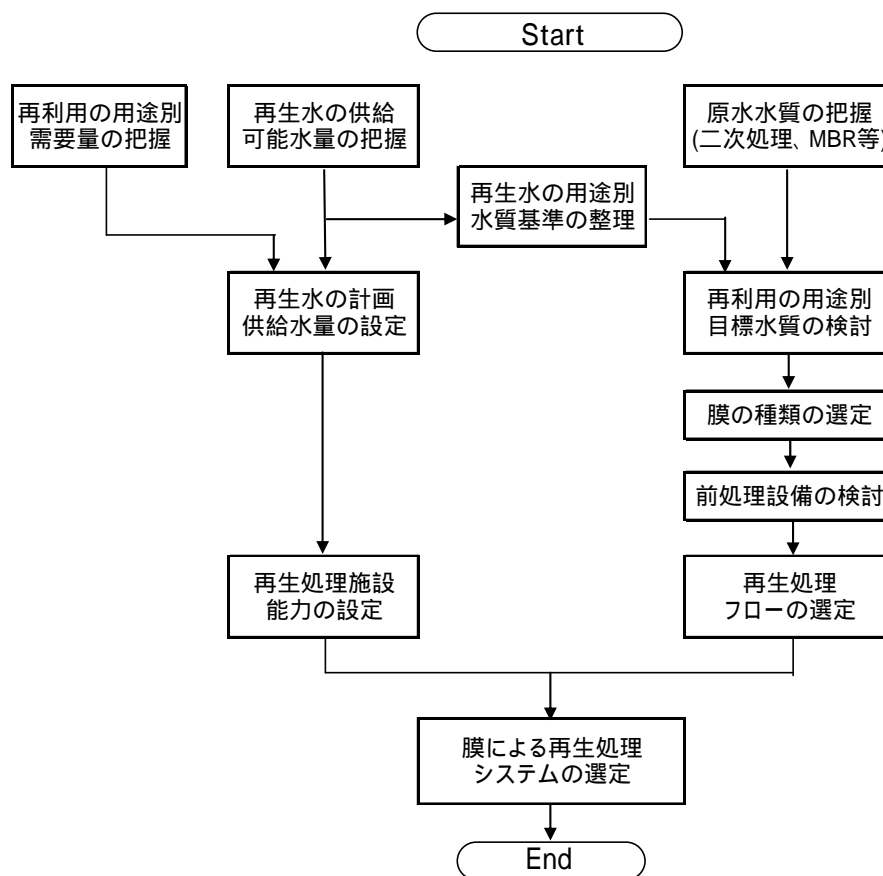 Start
再利用の用途別
需要量の把握
再生水の供給
可能水量の把握
原水水質の把握
(二次処理、MBR等)
再生水の用途別
水質基準の整理
再生水の計画
供給水量の設定
再利用の用途別
目標水質の検討
膜の種類の選定
前処理設備の検討
再生処理施設
能力の設定
再生処理
フローの選定
膜による再生処理
システムの選定
End